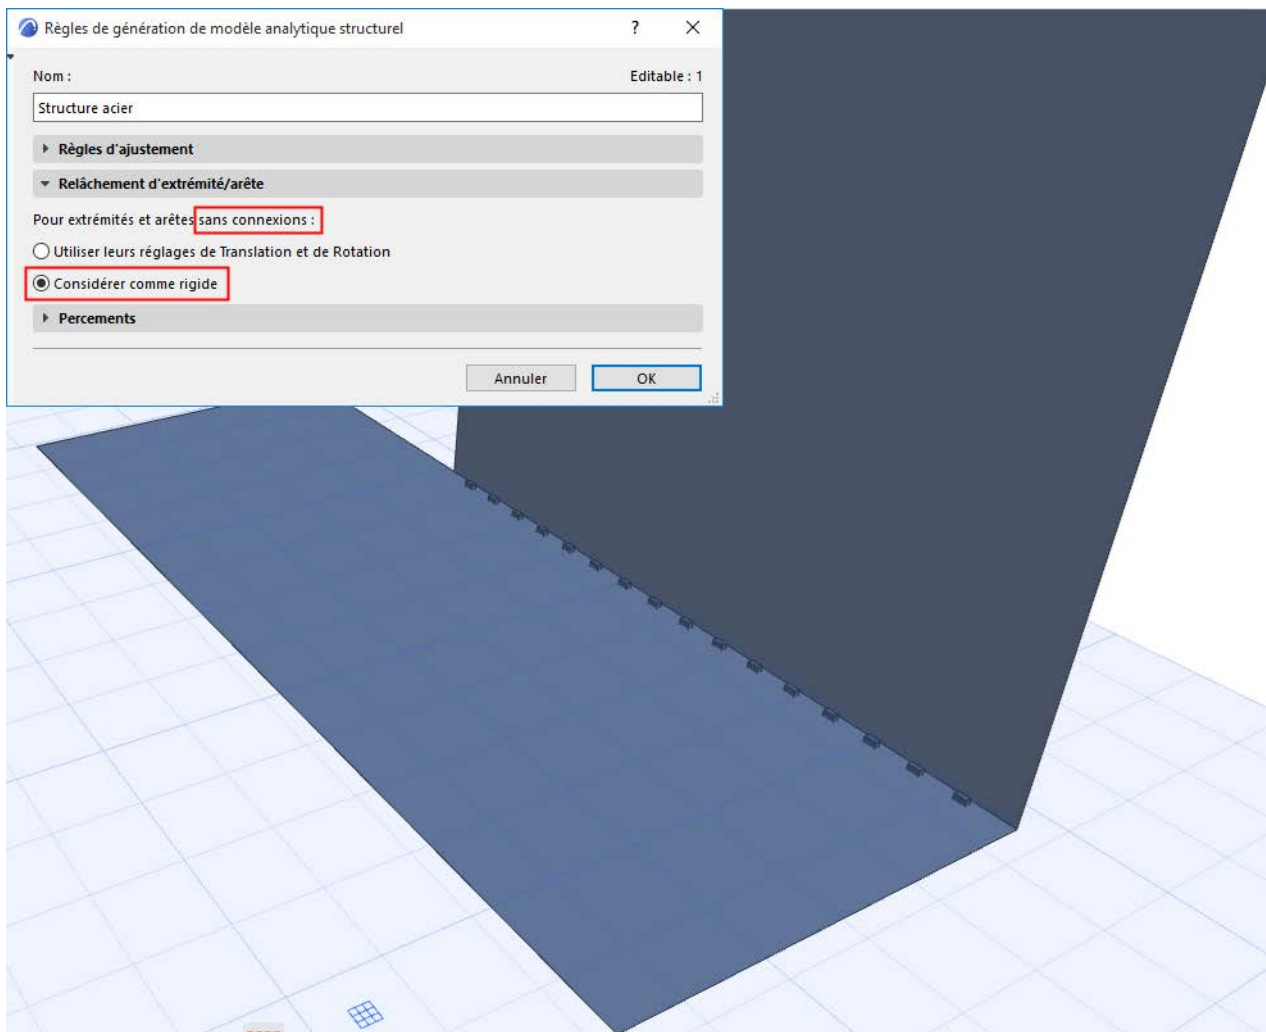 Règles de génération de modèle analytique structurel ?
Nom : Editable : 1
Structure acier
Règles d'ajustement
Relâchement d'extrémité/arête
Pour extrémités et arêtes sans connexions :
Utiliser leurs réglages de Translation et de Rotation
Considérer comme rigide
Percements
Annuler OK